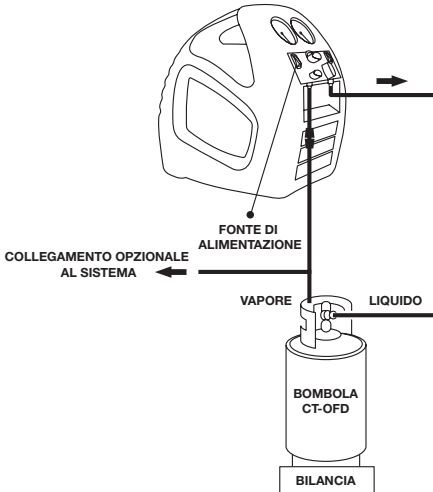 FONTE DI
ALIMENTAZIONE
COLLEGAMENTO OPZIONALE
AL SISTEMA
VAPORE
LIQUIDO
BOMBOLA
CT-OFD
BILANCIA